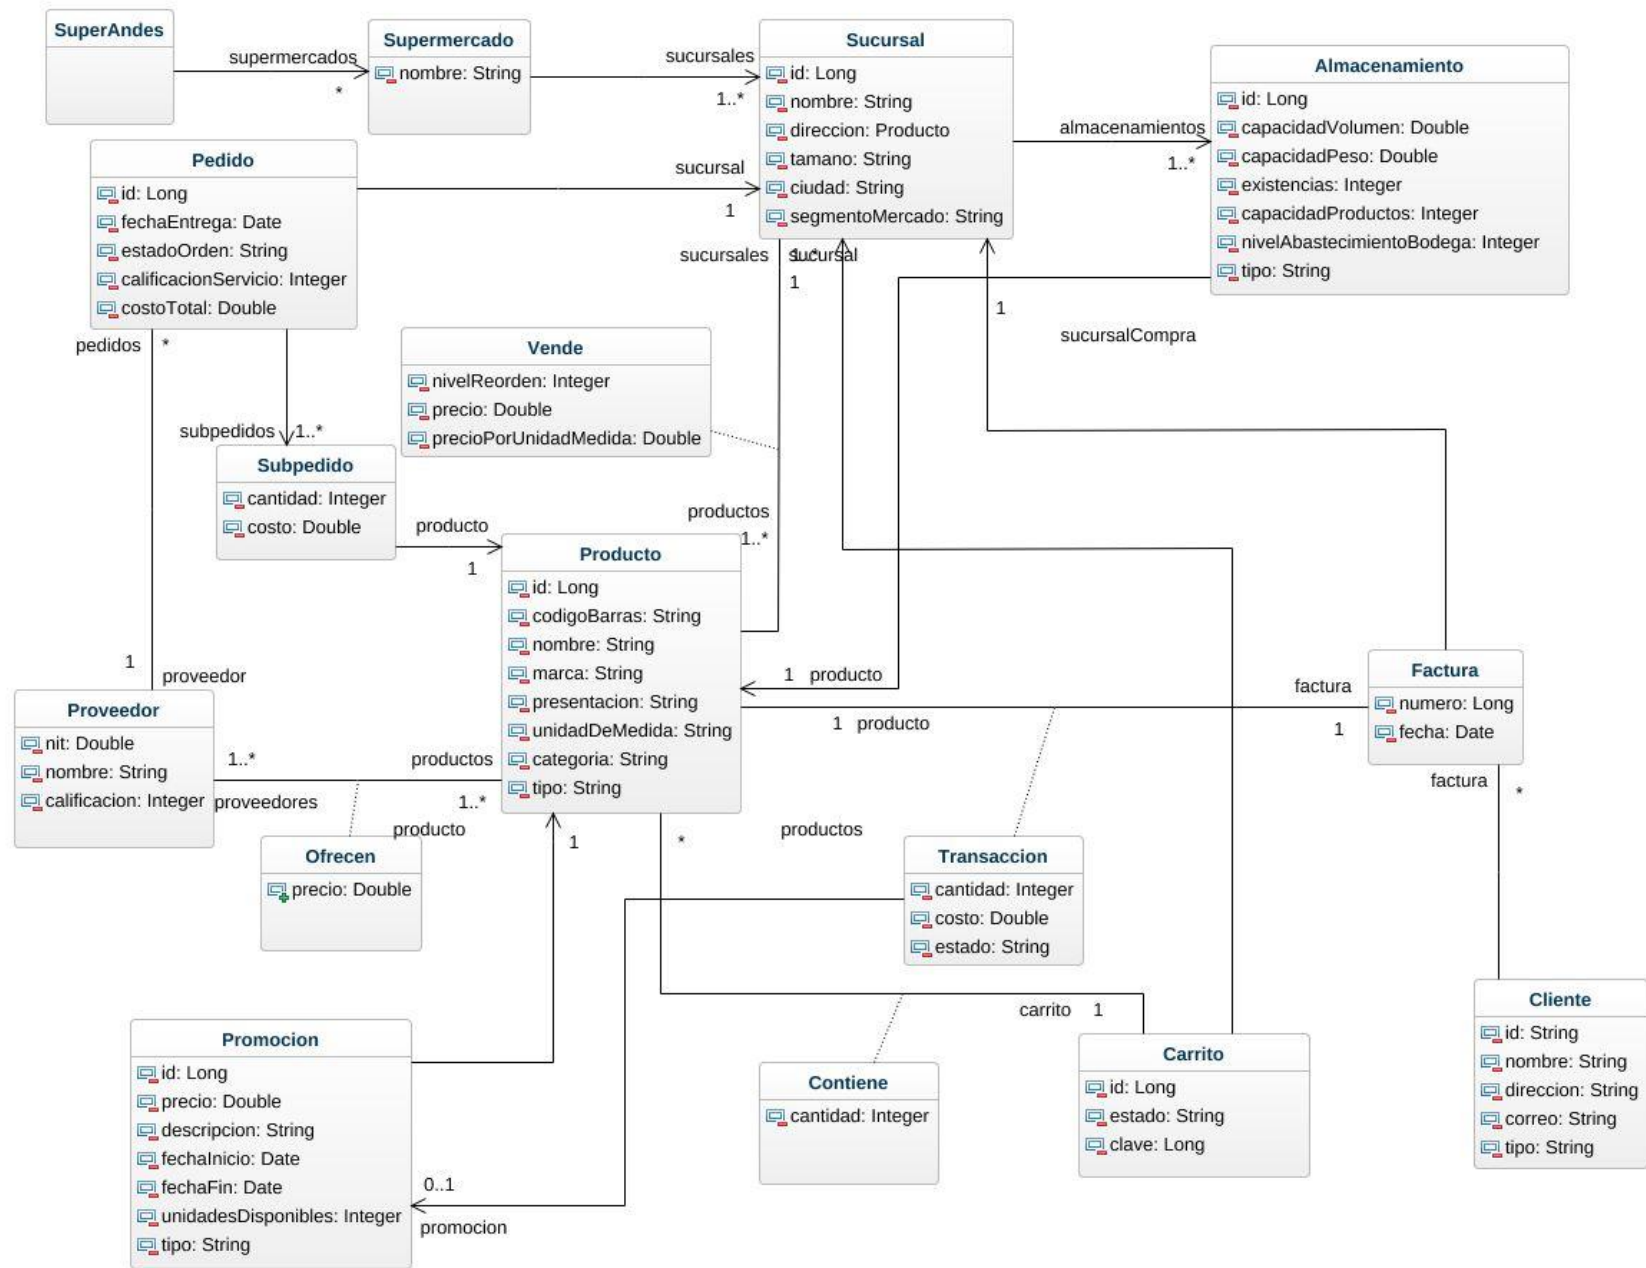 SuperAndes
supermercados
*
Supermercado
nombre: String
sucursales
1..*
Sucursal
id: Long
nombre: String
direccion: Producto
tamano: String
ciudad: String
segmentoMercado: String
almacenamientos
1..*
Almacenamiento
id: Long
capacidadVolumen: Double
capacidadPeso: Double
existencias: Integer
capacidadProductos: Integer
nivelAbastecimientoBodega: Integer
tipo: String
Pedido
id: Long
fechaEntrega: Date
estadoOrden: String
calificacionServicio: Integer
costoTotal: Double
sucursal
1
sucursales
1..*
sucursal
1
1
sucursalCompra
pedidos
*
Vende
nivelReorden: Integer
precio: Double
precioPorUnidadMedida: Double
subpedidos
1..*
Subpedido
cantidad: Integer
costo: Double
producto
1
productos
1..*
Producto
id: Long
codigoBarras: String
nombre: String
marca: String
presentacion: String
unidadDeMedida: String
categoria: String
tipo: String
1
proveedor
1 producto
1 producto
factura
1
Factura
numero: Long
fecha: Date
Proveedor
nit: Double
nombre: String
calificacion: Integer
1..*
proveedores
productos
1..*
factura
*
Ofrecen
precio: Double
producto
1
*
productos
Transaccion
cantidad: Integer
costo: Double
estado: String
carrito 1
Cliente
id: String
nombre: String
direccion: String
correo: String
tipo: String
Promocion
id: Long
precio: Double
descripcion: String
fechaInicio: Date
fechaFin: Date
unidadesDisponibles: Integer
tipo: String
0..1
promocion
Contiene
cantidad: Integer
Carrito
id: Long
estado: String
clave: Long